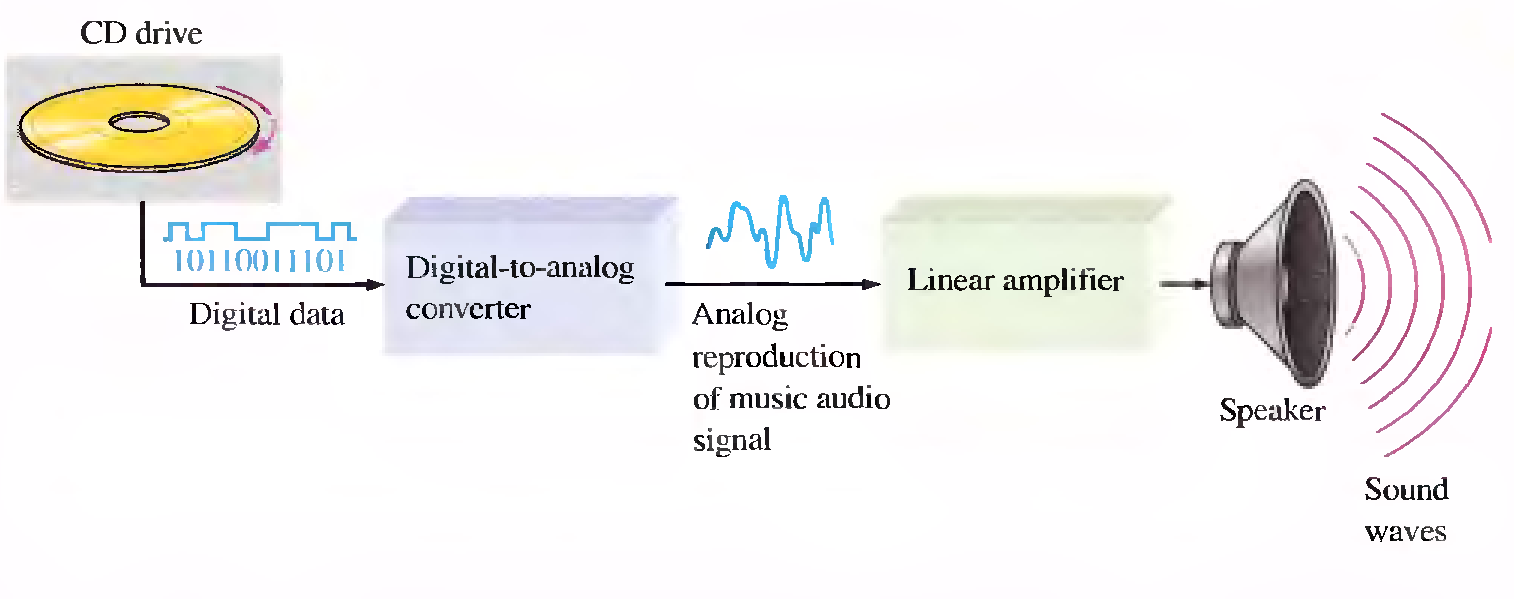 CD drive
10110011101
Digital data
Digital-to-analog
converter
Analog
reproduction
of music audio
signal
Linear amplifier
Speaker
Sound
waves